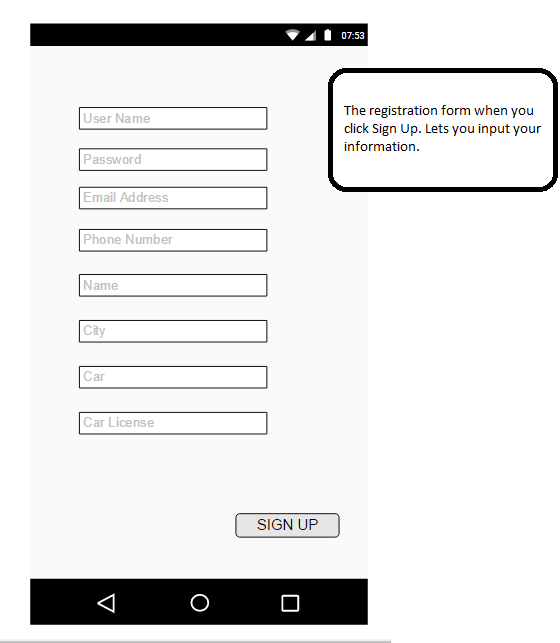 07:53
User Name
Password
Email Address
Phone Number
Name
City
Car
Car License
SIGN UP
The registration form when you
click Sign Up. Lets you input your
information.